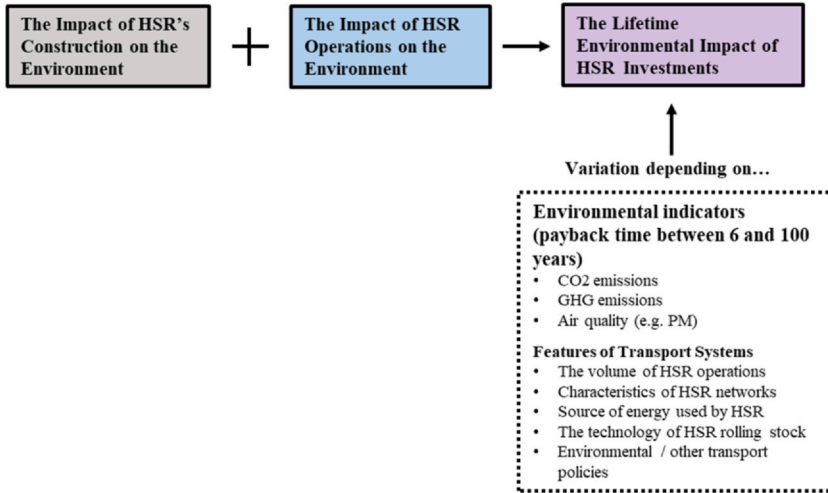 The Impact of HSR's
Construction on the
Environment
+
The Impact of HSR
Operations on the
Environment
The Lifetime
Environmental Impact of
HSR Investments
Variation depending on…
Environmental indicators
(payback time between 6 and 100
years)
• CO2 emissions
• GHG emissions
• Air quality (e.g. PM)
Features of Transport Systems
• The volume of HSR operations
• Characteristics of HSR networks
• Source of energy used by HSR
• The technology of HSR rolling stock
• Environmental / other transport
policies